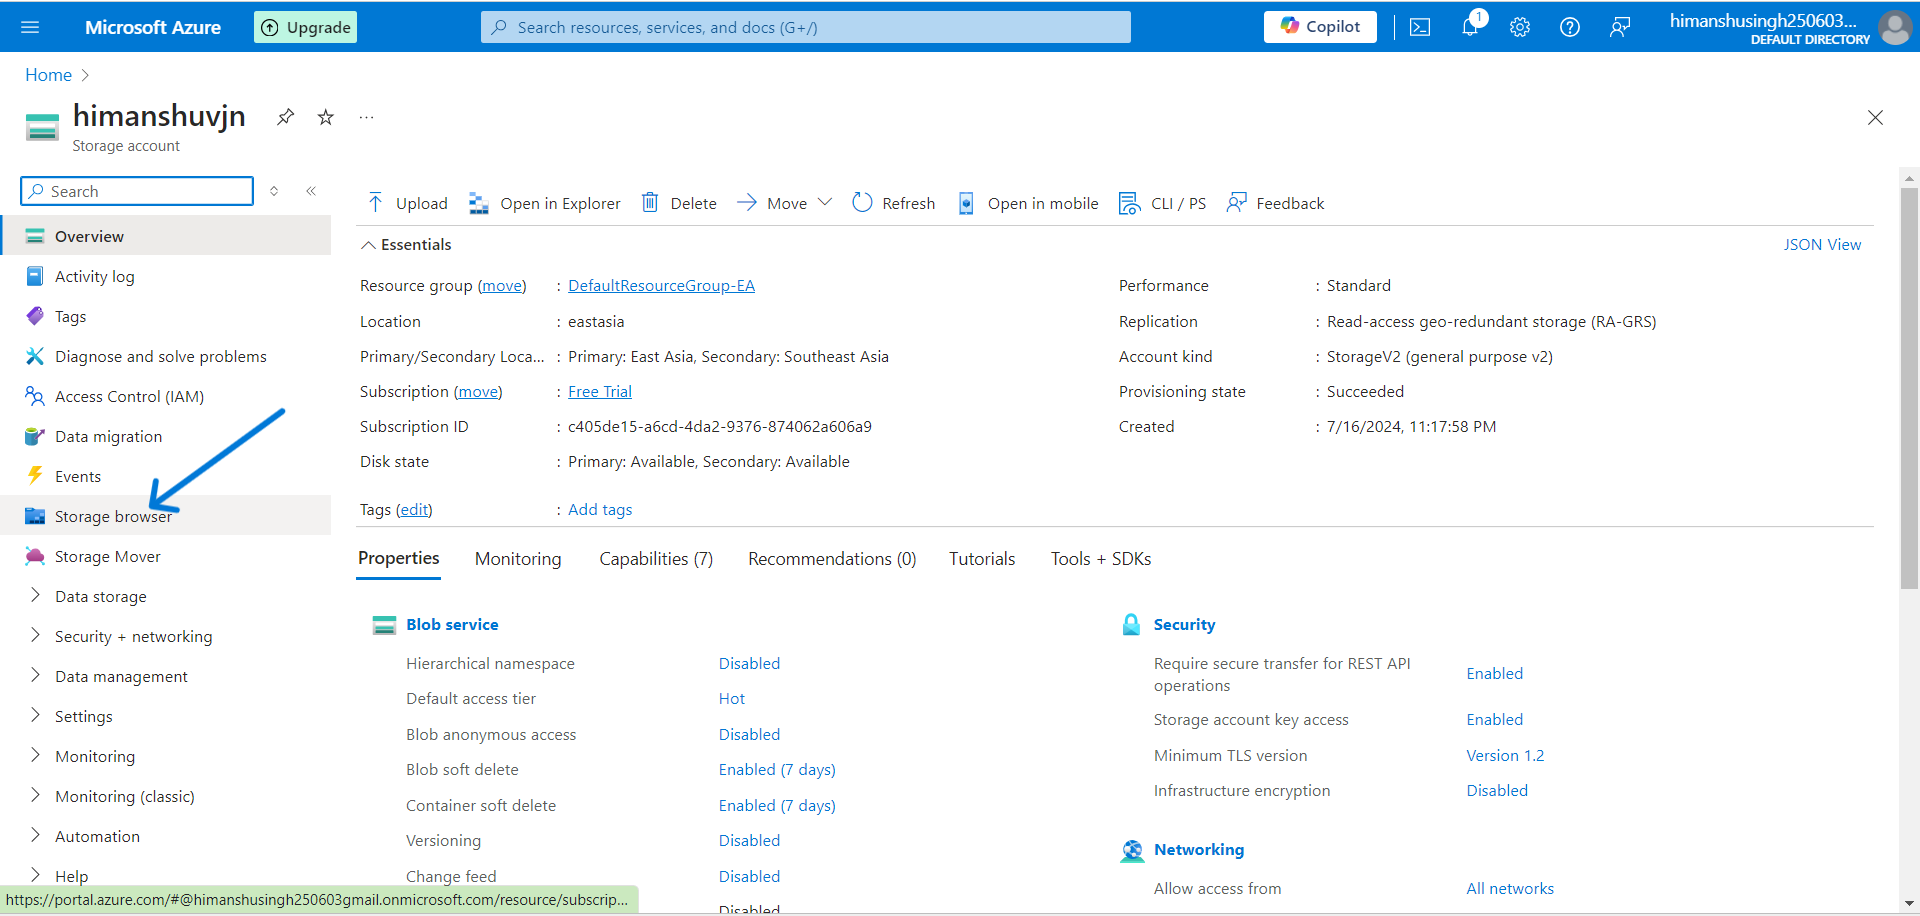 Microsoft Azure
Upgrade
Search resources, services, and docs (G+/)
Copilot
1
himanshusingh250603...
DEFAULT DIRECTORY
Home
himanshuvjn
...
Storage account
Search
Overview
Activity log
Tags
Diagnose and solve problems
Access Control (IAM)
Data migration
Events
Storage browser
Storage Mover
Data storage
Security + networking
Data management
Settings
Monitoring
Monitoring (classic)
Automation
Help
Upload Open in Explorer Delete Move Refresh Open in mobile CLI / PS Feedback
Essentials
JSON View
Resource group (move) : DefaultResourceGroup-EA
Location : eastasia
Primary/Secondary Loca... : Primary: East Asia, Secondary: Southeast Asia
Subscription (move) : Free Trial
Subscription ID : c405de15-a6cd-4da2-9376-874062a606a9
Disk state : Primary: Available, Secondary: Available
Tags (edit) : Add tags
Performance : Standard
Replication : Read-access geo-redundant storage (RA-GRS)
Account kind : StorageV2 (general purpose v2)
Provisioning state : Succeeded
Created : 7/16/2024, 11:17:58 PM
Properties Monitoring Capabilities (7) Recommendations (0) Tutorials Tools + SDKs
Blob service
Hierarchical namespace Disabled
Default access tier Hot
Blob anonymous access Disabled
Blob soft delete Enabled (7 days)
Container soft delete Enabled (7 days)
Versioning Disabled
Change feed Disabled
Disabled
Security
Require secure transfer for REST API
operations Enabled
Storage account key access Enabled
Minimum TLS version Version 1.2
Infrastructure encryption Disabled
Networking
Allow access from All networks
https://portal.azure.com/#@himanshusingh250603gmail.onmicrosoft.com/resource/subscrip...